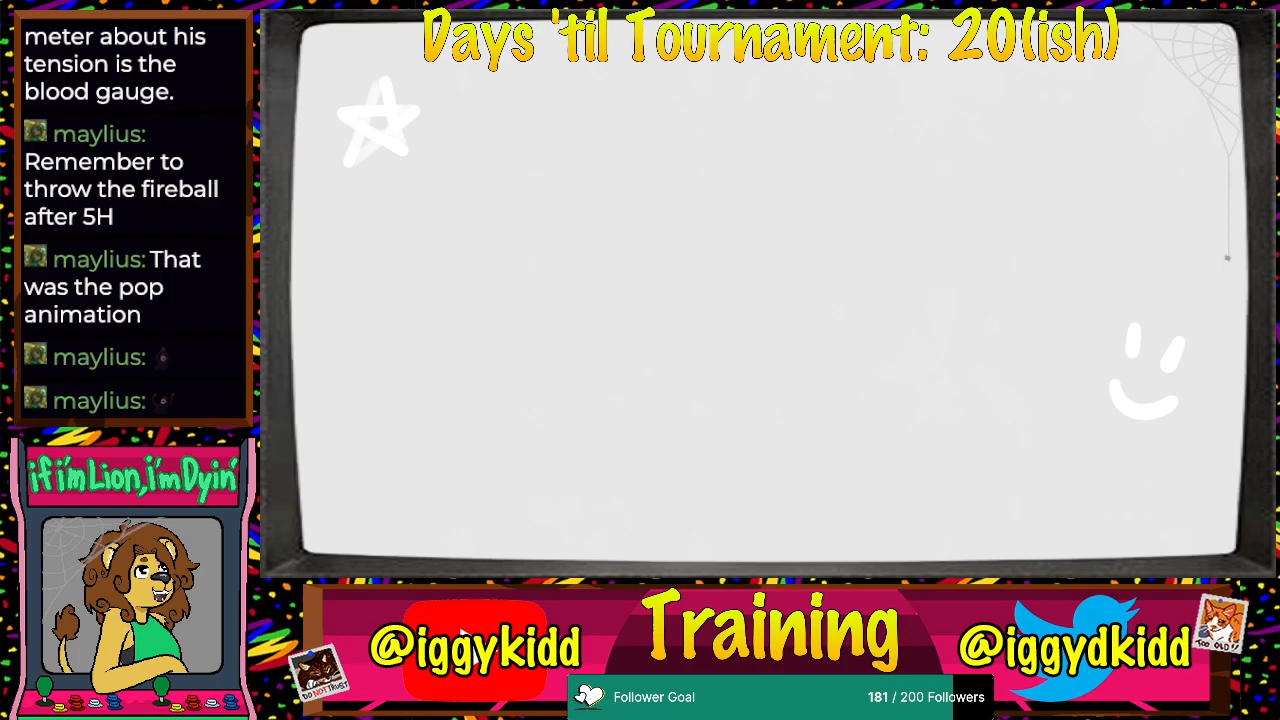 Days 'til Tournament: 20(ish)
meter about his
tension is the
blood gauge.
maylius:
Remember to
throw the fireball
after 5H
maylius: That
was the pop
animation
maylius:
maylius:
if i'm Lion, i'm Dyin'
@iggykidd
Training
@iggydkidd
DO NOT TRUST
TOO OLD!!
Follower Goal
181 / 200 Followers